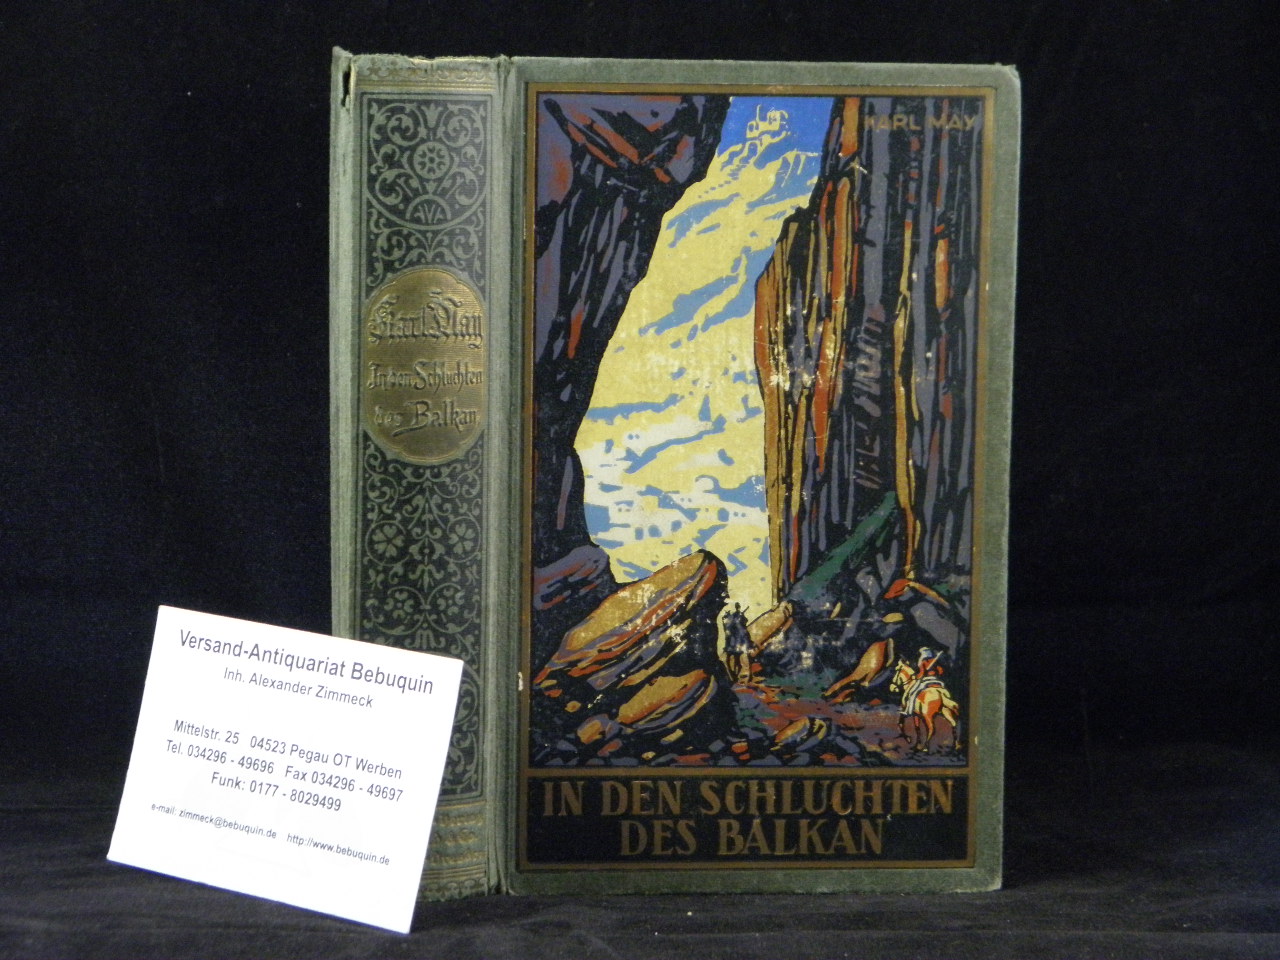 KARL MAY
Karl May
In den Schluchten
des Balkan
IN DEN SCHLUCHTEN
DES BALKAN
Versand-Antiquariat Bebuquin
Inh. Alexander Zimmeck
Mittelstr. 25 04523 Pegau OT Werben
Tel. 034296 - 49696 Fax 034296 - 49697
Funk: 0177 - 8029499
e-mail: zimmeck@bebuquin.de http://www.bebuquin.de